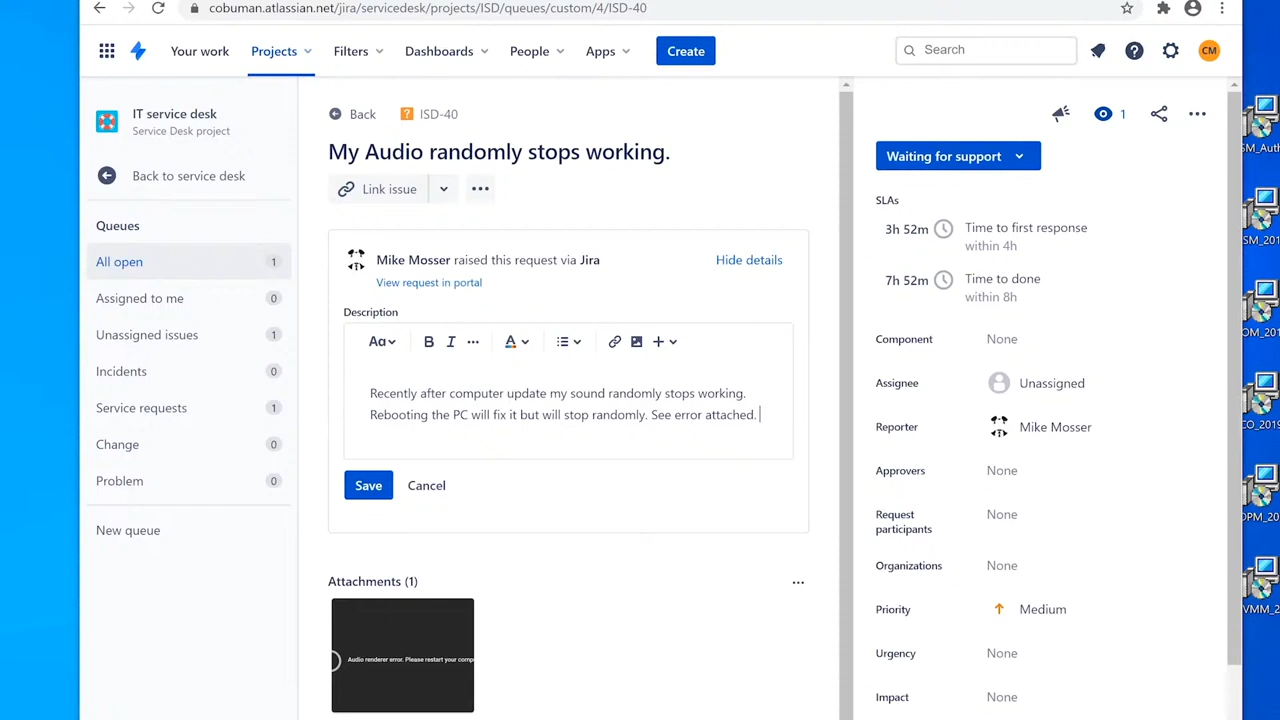 cobuman.atlassian.net/jira/servicedesk/projects/ISD/queues/custom/4/ISD-40
Your work
Projects
Filters
Dashboards
People
Apps
Create
Search
CM
IT service desk
Service Desk project
Back to service desk
Queues
All open 1
Assigned to me 0
Unassigned issues 1
Incidents 0
Service requests 1
Change 0
Problem 0
New queue
Back
ISD-40
My Audio randomly stops working.
Link issue
Mike Mosser raised this request via Jira
Hide details
View request in portal
Description
Aa B I A
Recently after computer update my sound randomly stops working.
Rebooting the PC will fix it but will stop randomly. See error attached.
Save
Cancel
Attachments (1)
Audio renderer error. Please restart your comp
1
Waiting for support
SLAs
3h 52m Time to first response
within 4h
7h 52m Time to done
within 8h
Component None
Assignee Unassigned
Reporter Mike Mosser
Approvers None
Request
participants
None
Organizations None
Priority Medium
Urgency None
Impact None
SM_Auth
SM_201
OM_201
CO_2019
DPM_20
VMM_2